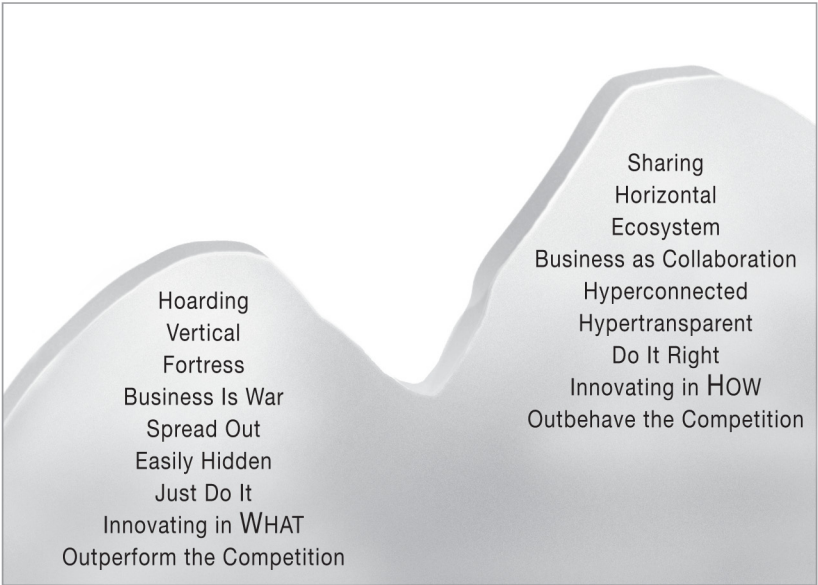 Hoarding
Vertical
Fortress
Business Is War
Spread Out
Easily Hidden
Just Do It
Innovating in WHAT
Outperform the Competition
Sharing
Horizontal
Ecosystem
Business as Collaboration
Hyperconnected
Hypertransparent
Do It Right
Innovating in HOW
Outbehave the Competition